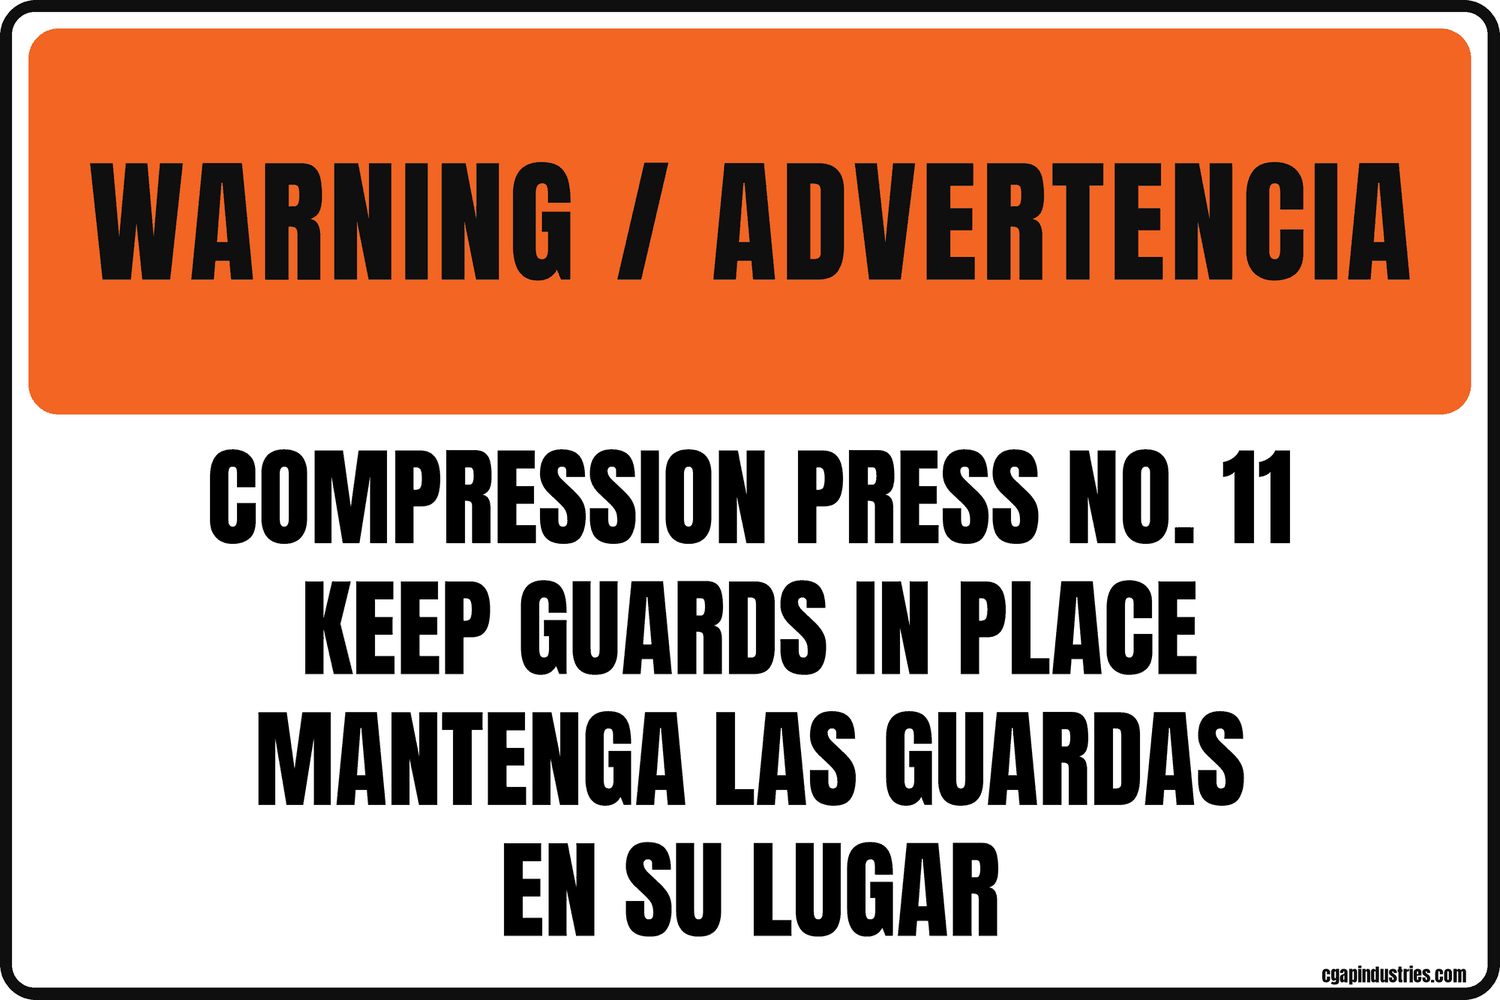 WARNING / ADVERTENCIA
COMPRESSION PRESS NO. 11
KEEP GUARDS IN PLACE
MANTENGA LAS GUARDAS
EN SU LUGAR
cgapindustries.com